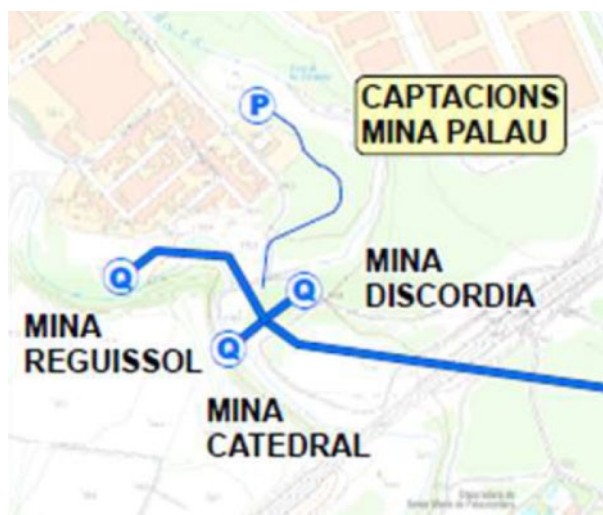 P
CAPTACIONS
MINA PALAU
Q
MINA
REGUISSOL
Q
MINA
DISCORDIA
Q
MINA
CATEDRAL